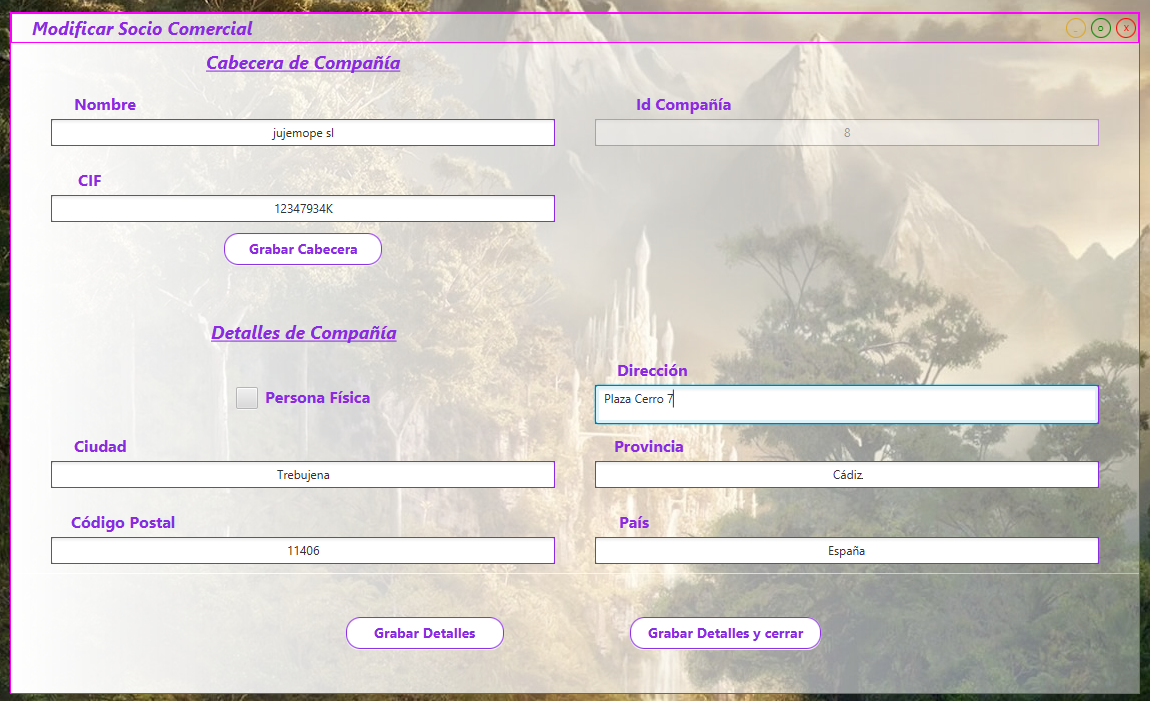 Modificar Socio Comercial
- o x
Cabecera de Compañía
Nombre
Id Compañía
jujemope sl
8
CIF
12347934K
Grabar Cabecera
Detalles de Compañía
Dirección
Persona Física
Plaza Cerro 7
Ciudad
Provincia
Trebujena
Cádiz
Código Postal
País
11406
España
Grabar Detalles
Grabar Detalles y cerrar